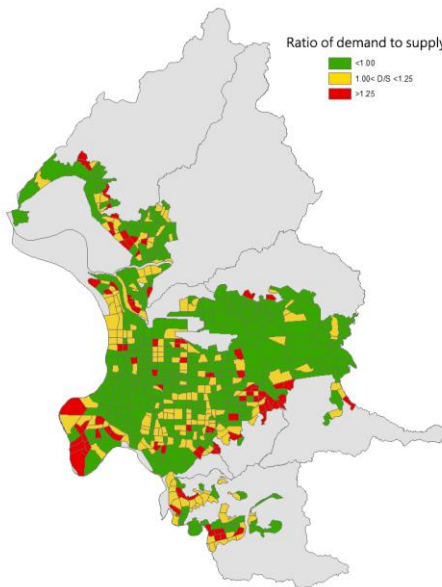 Ratio of demand to supply
<1.00
1.00< D/S <1.25
>1.25